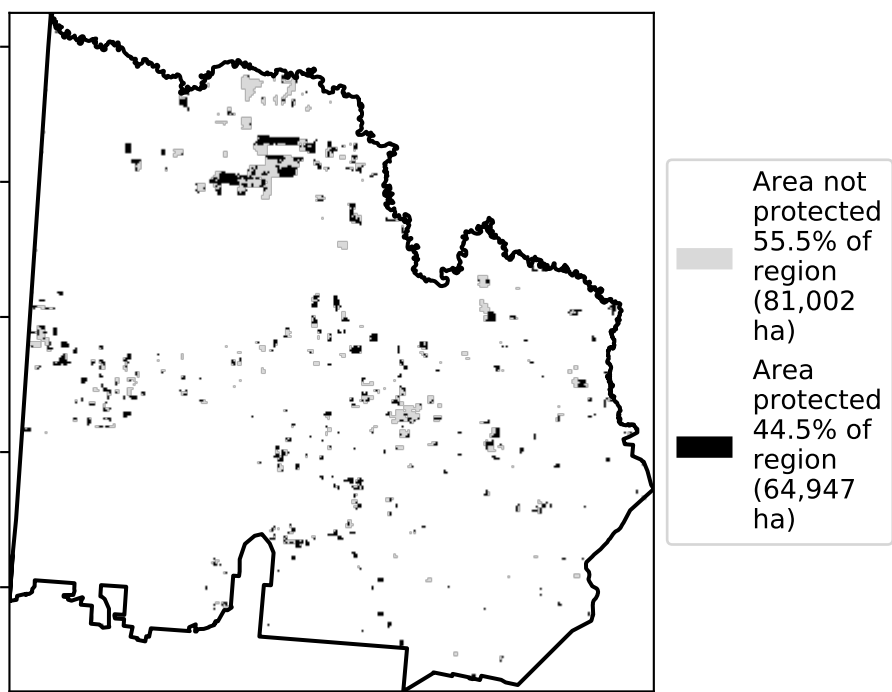 Area not
protected
55.5% of
region
(81,002
ha)
Area
protected
44.5% of
region
(64,947
ha)